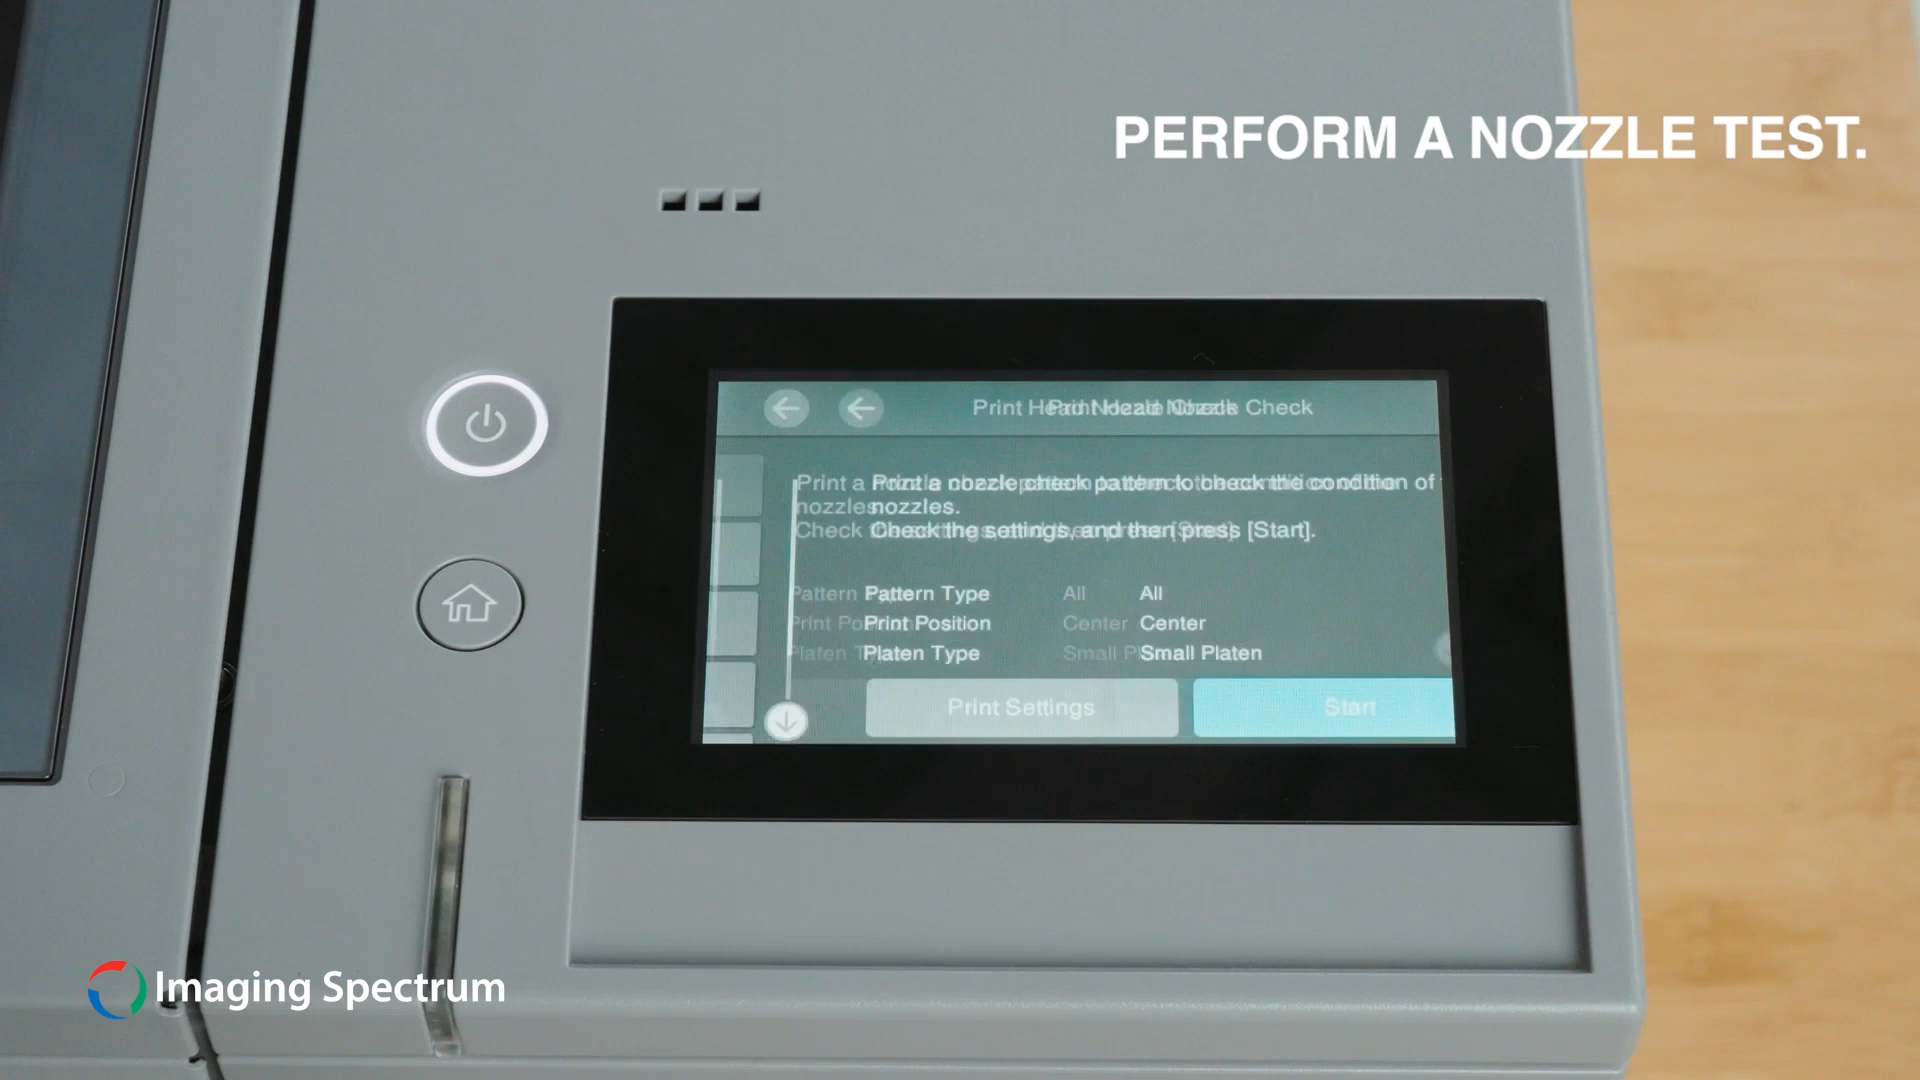 PERFORM A NOZZLE TEST.
Print Head Nozzle Check
Print a nozzle check pattern to check the condition of
nozzles.
Check the settings, and then press [Start].
Pattern Type All
Print Position Center
Platen Type Small Platen
Print Settings Start
Imaging Spectrum